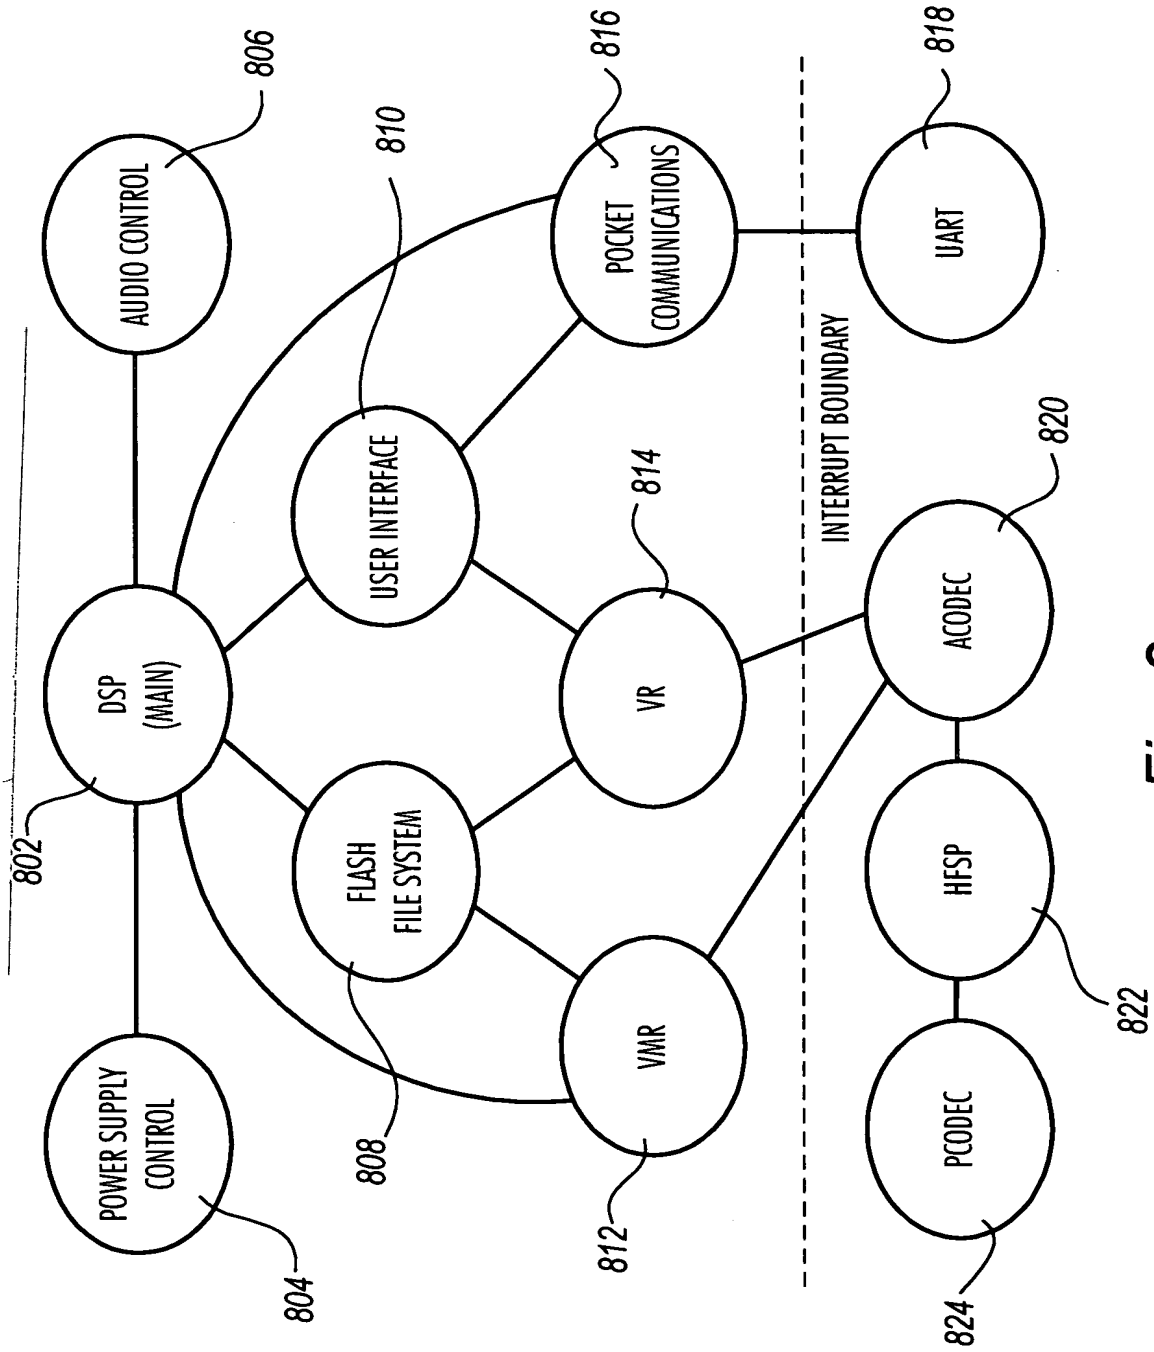 802
DSP
(MAIN)
804
POWER SUPPLY
CONTROL
806
AUDIO CONTROL
808
FLASH
FILE SYSTEM
810
USER INTERFACE
812
VMR
814
VR
816
POCKET
COMMUNICATIONS
INTERRUPT BOUNDARY
818
UART
820
ACODEC
822
HFSP
824
PCODEC